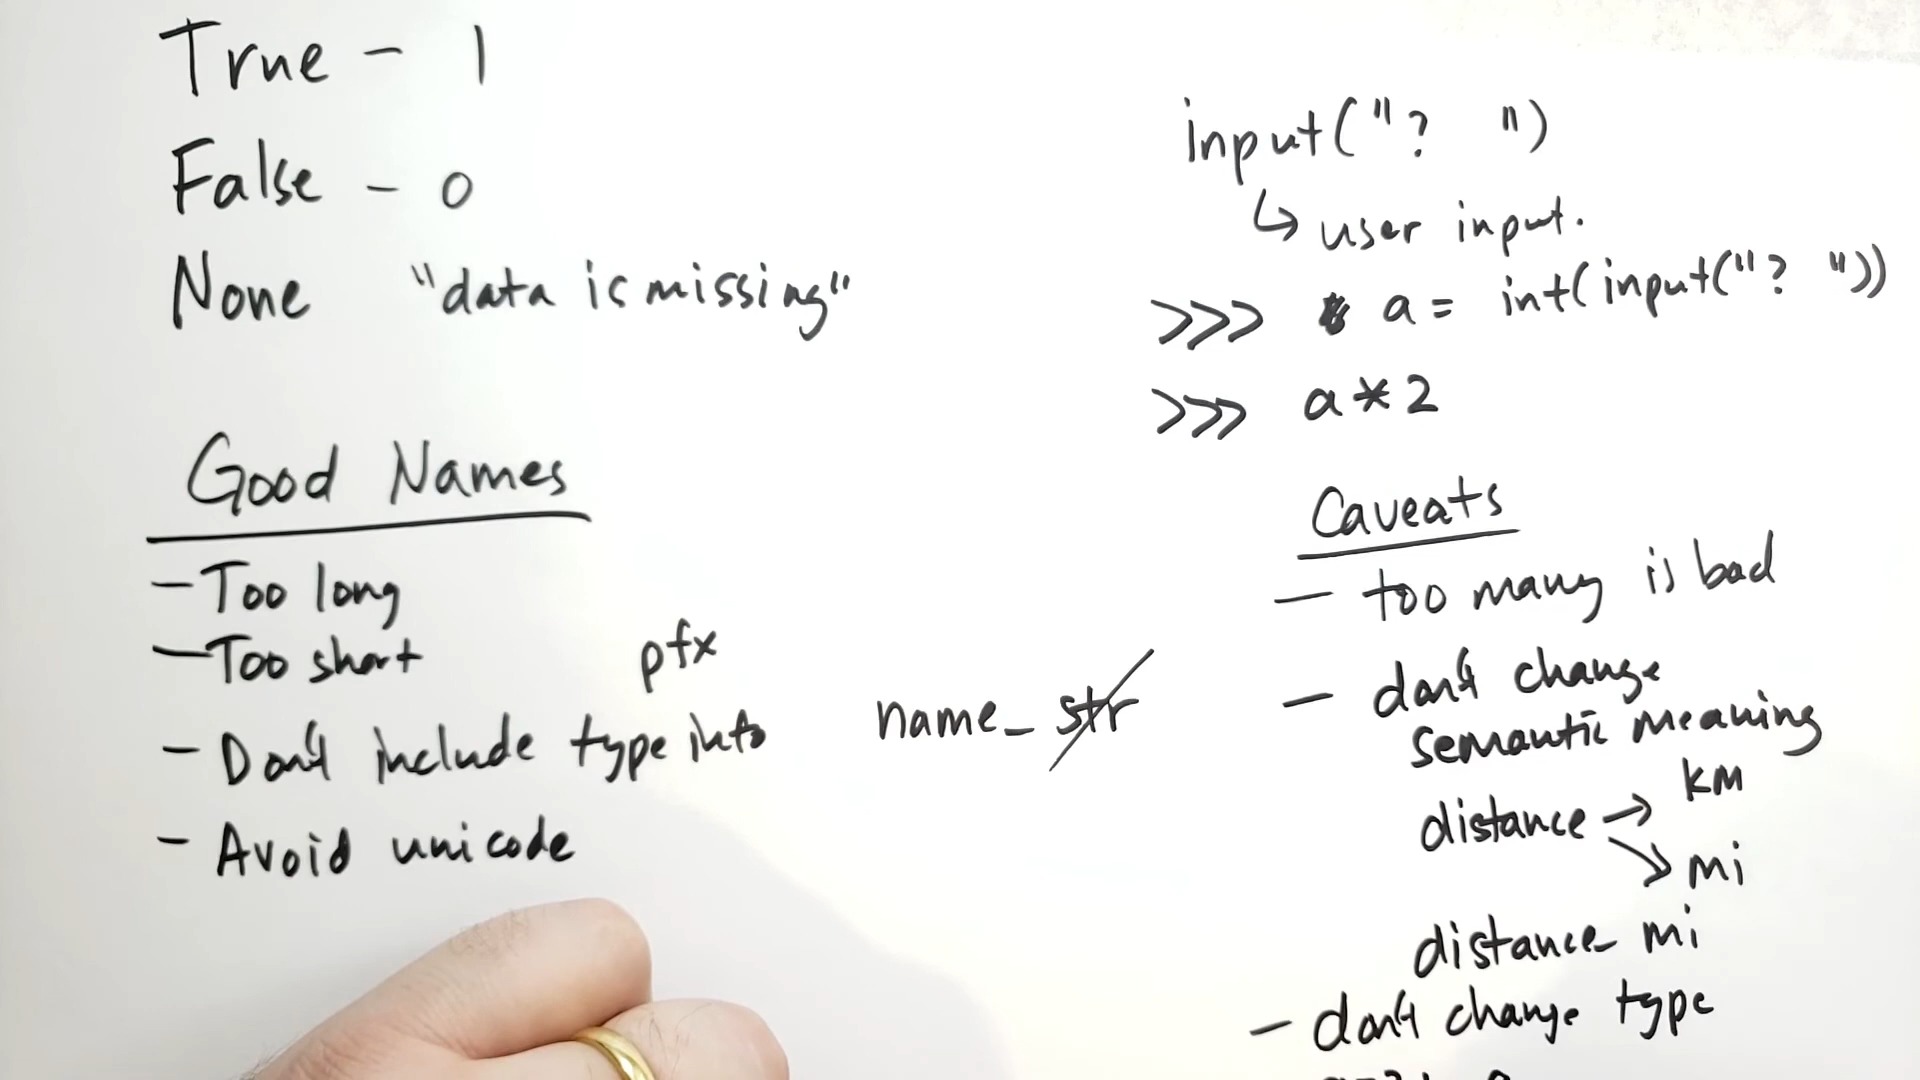 True - 1
False - 0
None "data is missing"
Good Names
- Too long
- Too short pfx
- Don't include type into name_str
- Avoid unicode
input("? ")
↳ user input.
>>> a = int(input("? "))
>>> a*2
Caveats
- too many is bad
- don't change
semantic meaning
distance → km
↘ mi
distance_mi
- don't change type